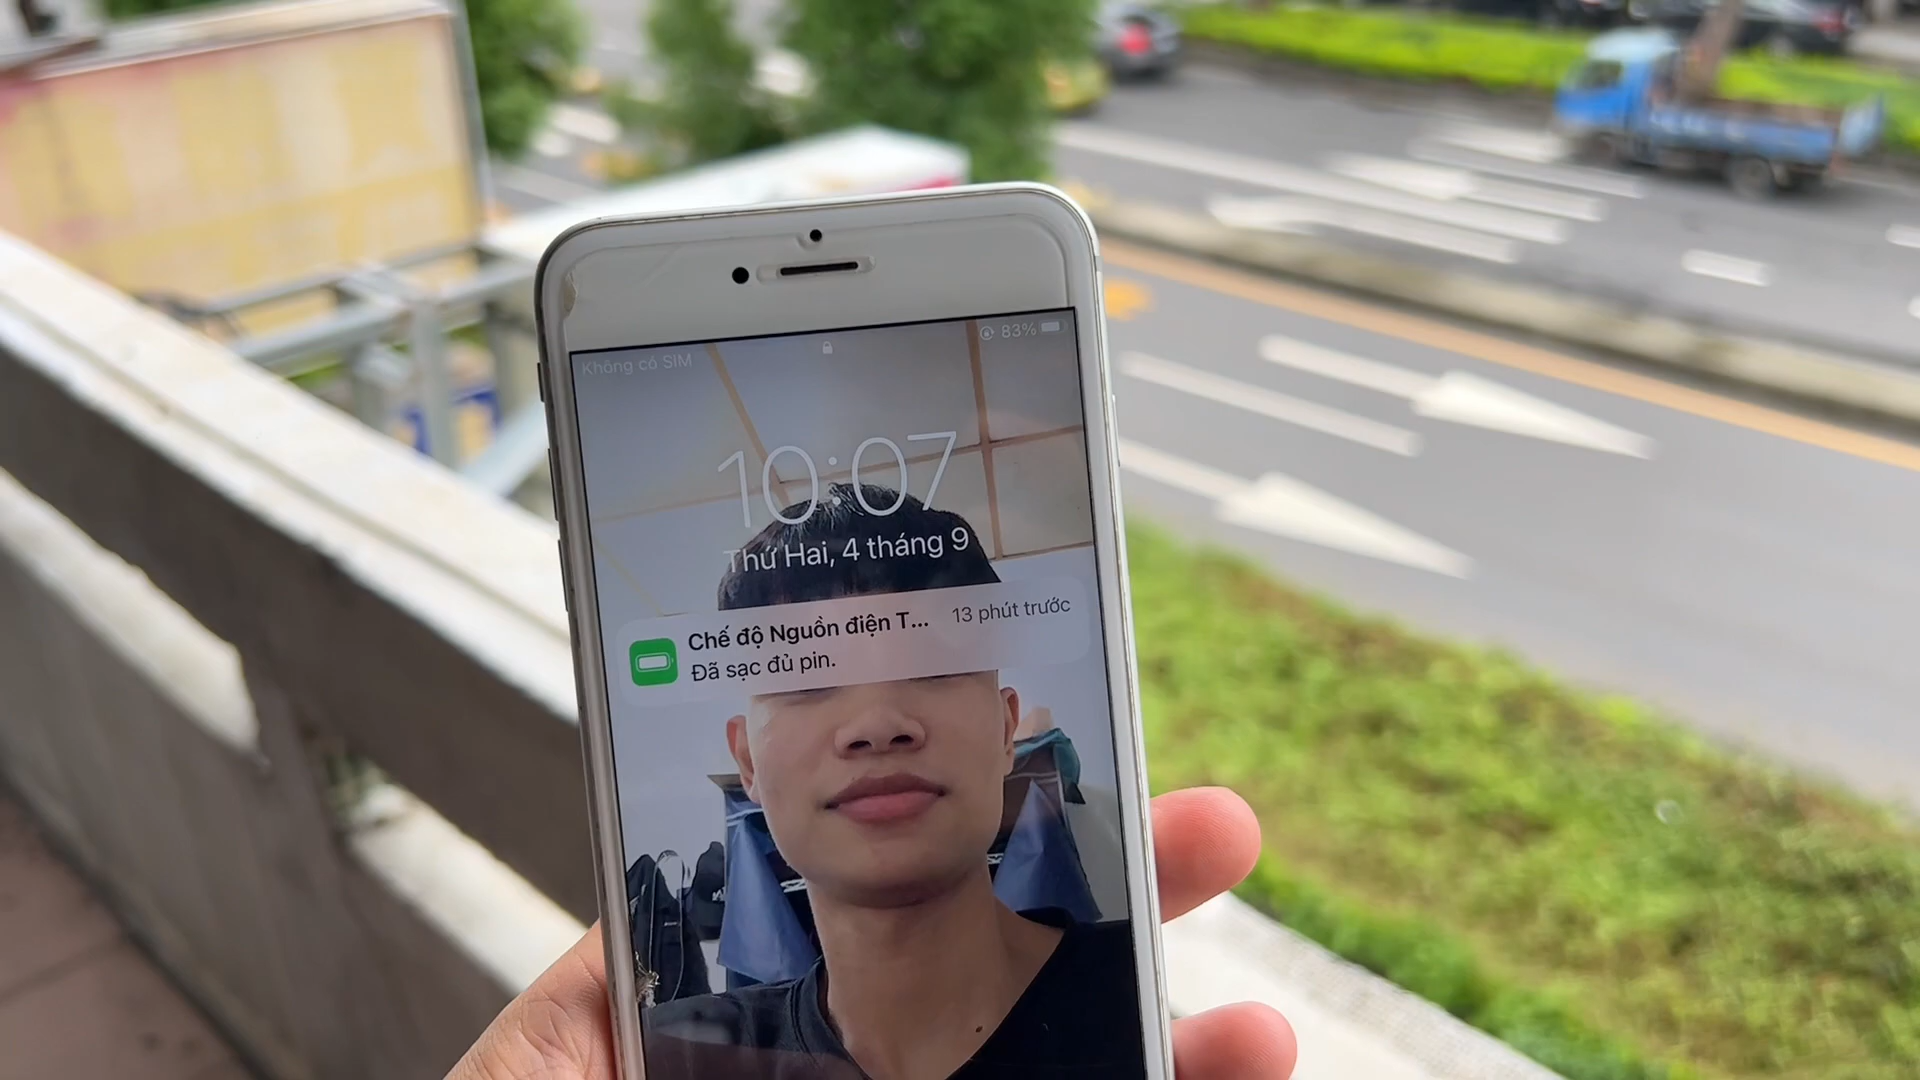 Không có SIM
83%
10:07
Thứ Hai, 4 tháng 9
Chế độ Nguồn điện T...
13 phút trước
Đã sạc đủ pin.